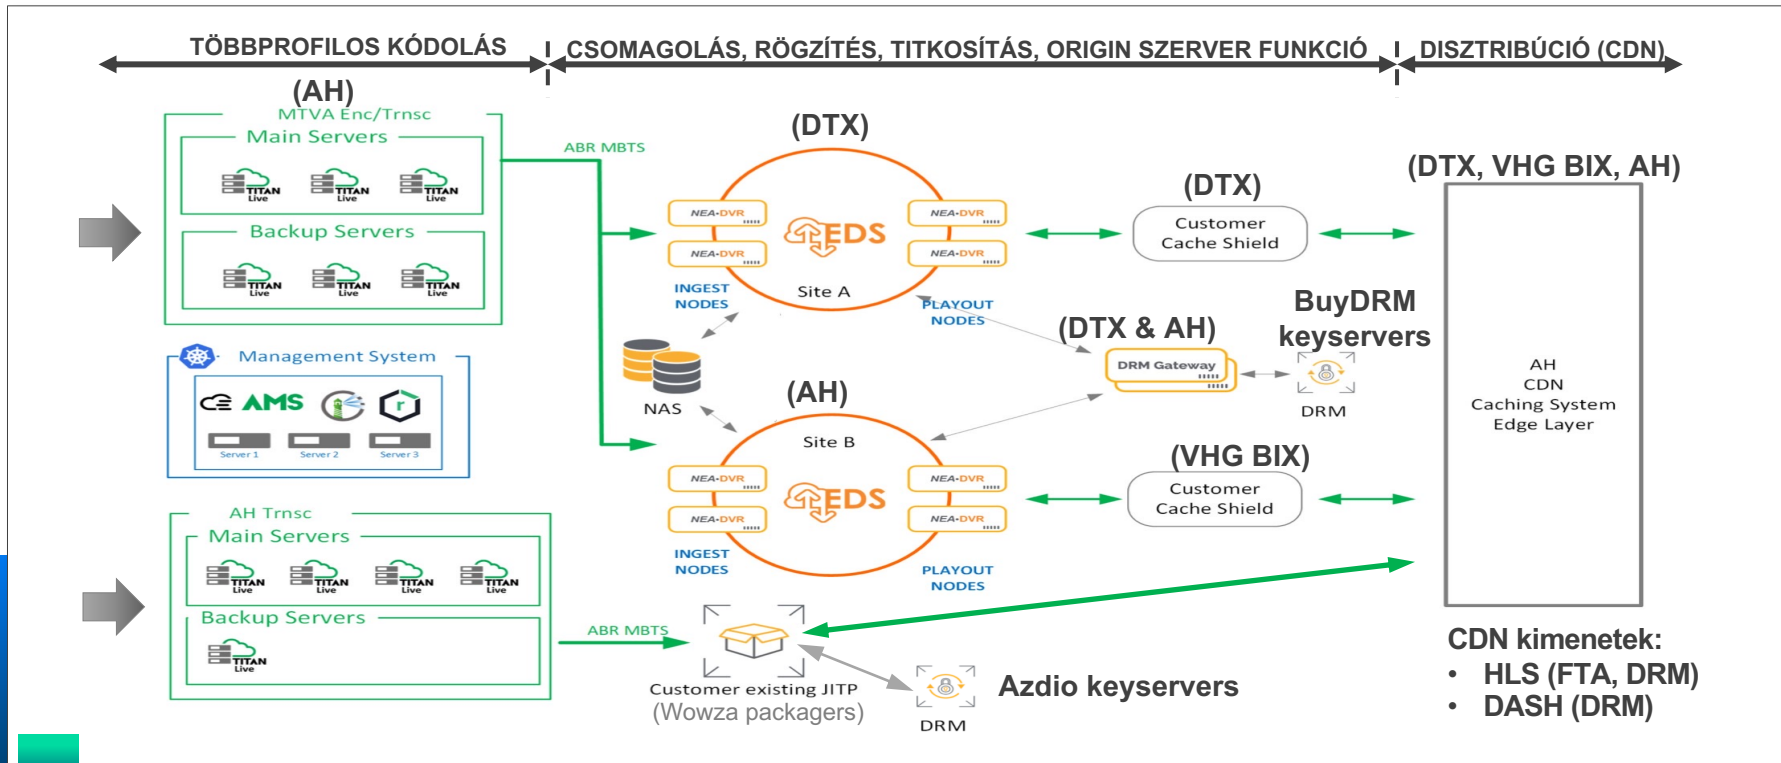 TÖBBPROFILOS KÓDOLÁS
CSOMAGOLÁS, RÖGZÍTÉS, TITKOSÍTÁS, ORIGIN SZERVER FUNKCIÓ
DISZTRIBÚCIÓ (CDN)
(AH)
MTVA Enc/Trnsc
Main Servers
TITAN Live
TITAN Live
TITAN Live
Backup Servers
TITAN Live
TITAN Live
TITAN Live
Management System
AMS
r
Server 1
Server 2
Server 3
AH Trnsc
Main Servers
TITAN Live
TITAN Live
TITAN Live
TITAN Live
Backup Servers
TITAN Live
ABR MBTS
ABR MBTS
(DTX)
NEA-DVR
NEA-DVR
EDS
NEA-DVR
NEA-DVR
INGEST
NODES
Site A
PLAYOUT
NODES
NAS
(AH)
Site B
NEA-DVR
NEA-DVR
EDS
NEA-DVR
NEA-DVR
INGEST
NODES
PLAYOUT
NODES
Customer existing JITP
(Wowza packagers)
DRM
Azdio keyservers
(DTX)
Customer
Cache Shield
BuyDRM
keyservers
(DTX & AH)
DRM Gateway
DRM
(VHG BIX)
Customer
Cache Shield
(DTX, VHG BIX, AH)
AH
CDN
Caching System
Edge Layer
CDN kimenetek:
• HLS (FTA, DRM)
• DASH (DRM)